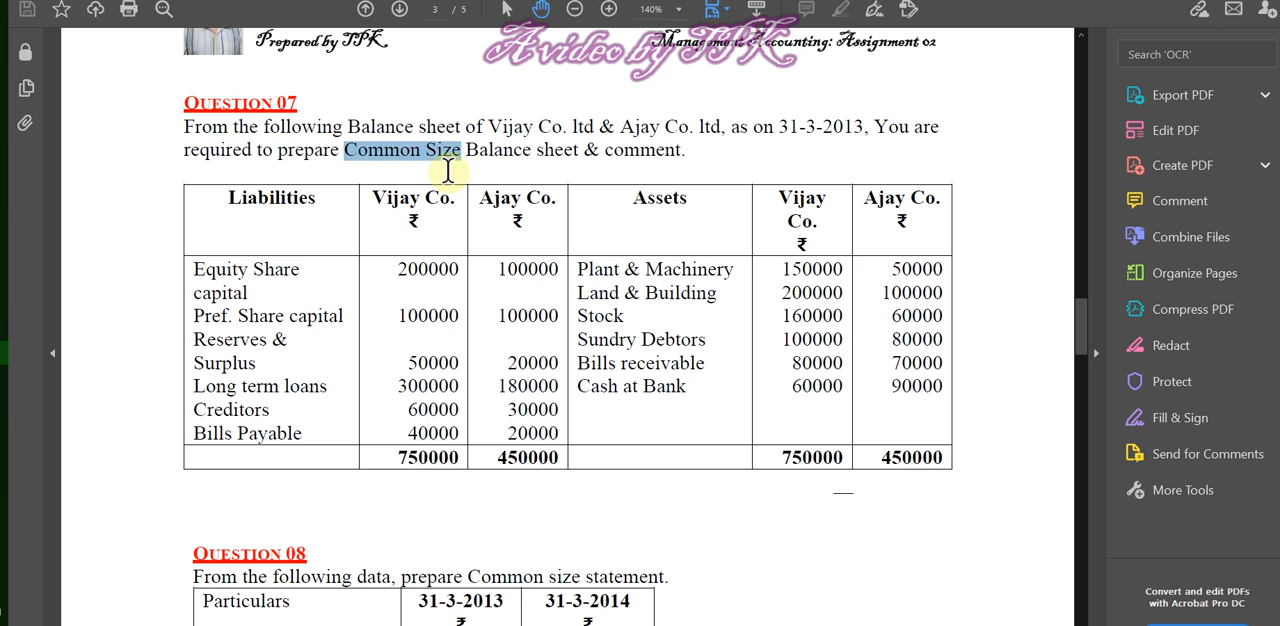 3 / 5 140%
Prepared by TPK Management Accounting: Assignment 02
A video by TPK
QUESTION 07
From the following Balance sheet of Vijay Co. ltd & Ajay Co. ltd, as on 31-3-2013, You are
required to prepare Common Size Balance sheet & comment.
Liabilities Vijay Co. ₹ Ajay Co. ₹ Assets Vijay Co. ₹ Ajay Co. ₹
Equity Share capital 200000 100000 Plant & Machinery 150000 50000
Land & Building 200000 100000
Pref. Share capital 100000 100000 Stock 160000 60000
Reserves & Surplus 50000 20000 Sundry Debtors 100000 80000
Bills receivable 80000 70000
Long term loans 300000 180000 Cash at Bank 60000 90000
Creditors 60000 30000
Bills Payable 40000 20000
750000 450000 750000 450000
QUESTION 08
From the following data, prepare Common size statement.
Particulars 31-3-2013 ₹ 31-3-2014 ₹
Search 'OCR'
Export PDF
Edit PDF
Create PDF
Comment
Combine Files
Organize Pages
Compress PDF
Redact
Protect
Fill & Sign
Send for Comments
More Tools
Convert and edit PDFs
with Acrobat Pro DC